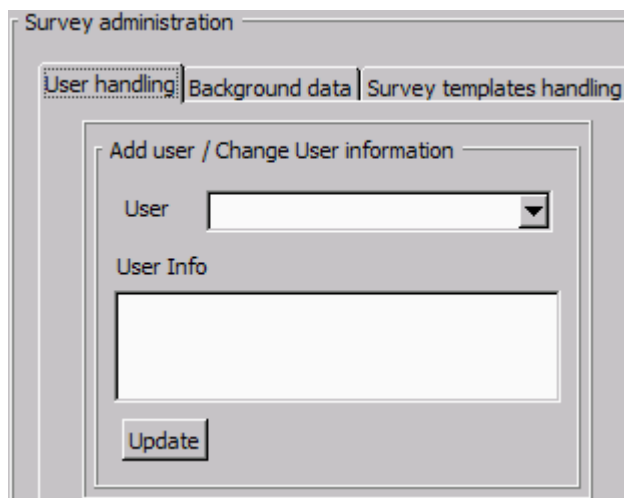 Survey administration
User handling Background data Survey templates handling
Add user / Change User information
User
User Info
Update